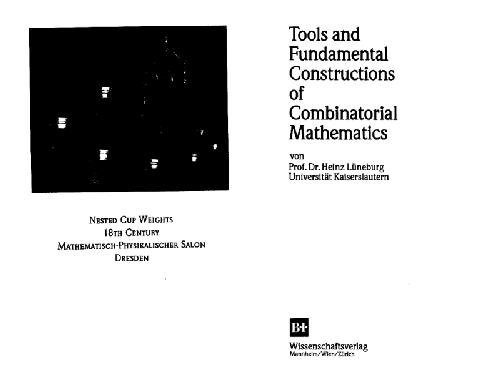 NESTED CUP WEIGHTS
18TH CENTURY
MATHEMATISCH-PHYSIKALISCHER SALON
DRESDEN
Tools and
Fundamental
Constructions
of
Combinatorial
Mathematics
von
Prof. Dr. Heinz Lüneburg
Universität Kaiserslautern
B+
Wissenschaftsverlag
Mannheim/Wien/Zürich